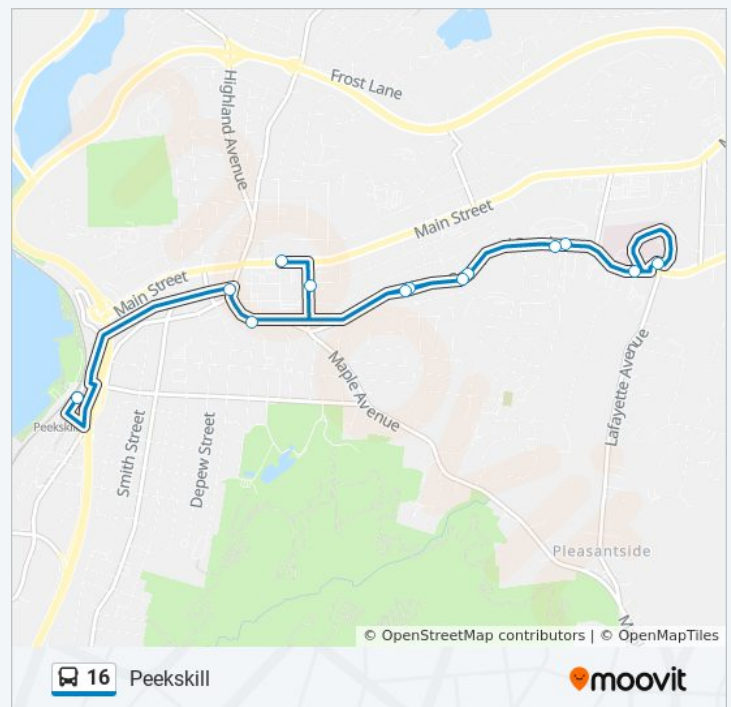 Frost Lane
Highland Avenue
Main Street
Main Street
Maple Avenue
Lafayette Avenue
Peekskill
Smith Street
Depew Street
Pleasantside
© OpenStreetMap contributors | © OpenMapTiles
16 Peekskill
moovit